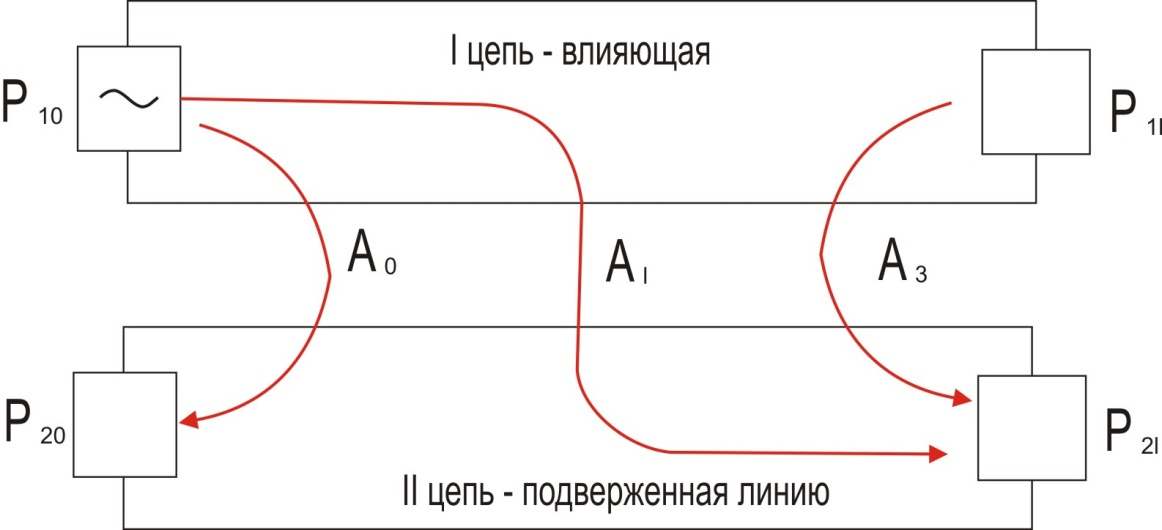 I цепь - влияющая
P 10
P 1l
A 0
A l
A 3
P 20
P 2l
II цепь - подверженная линию